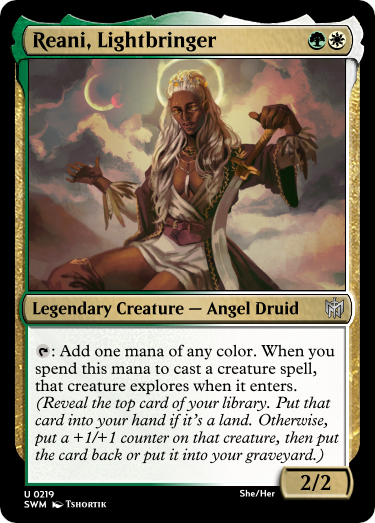 Reani, Lightbringer
Legendary Creature — Angel Druid
: Add one mana of any color. When you
spend this mana to cast a creature spell,
that creature explores when it enters.
(Reveal the top card of your library. Put that
card into your hand if it's a land. Otherwise,
put a +1/+1 counter on that creature, then put
the card back or put it into your graveyard.)
2/2
U 0219
She/Her
SWM Tshortik